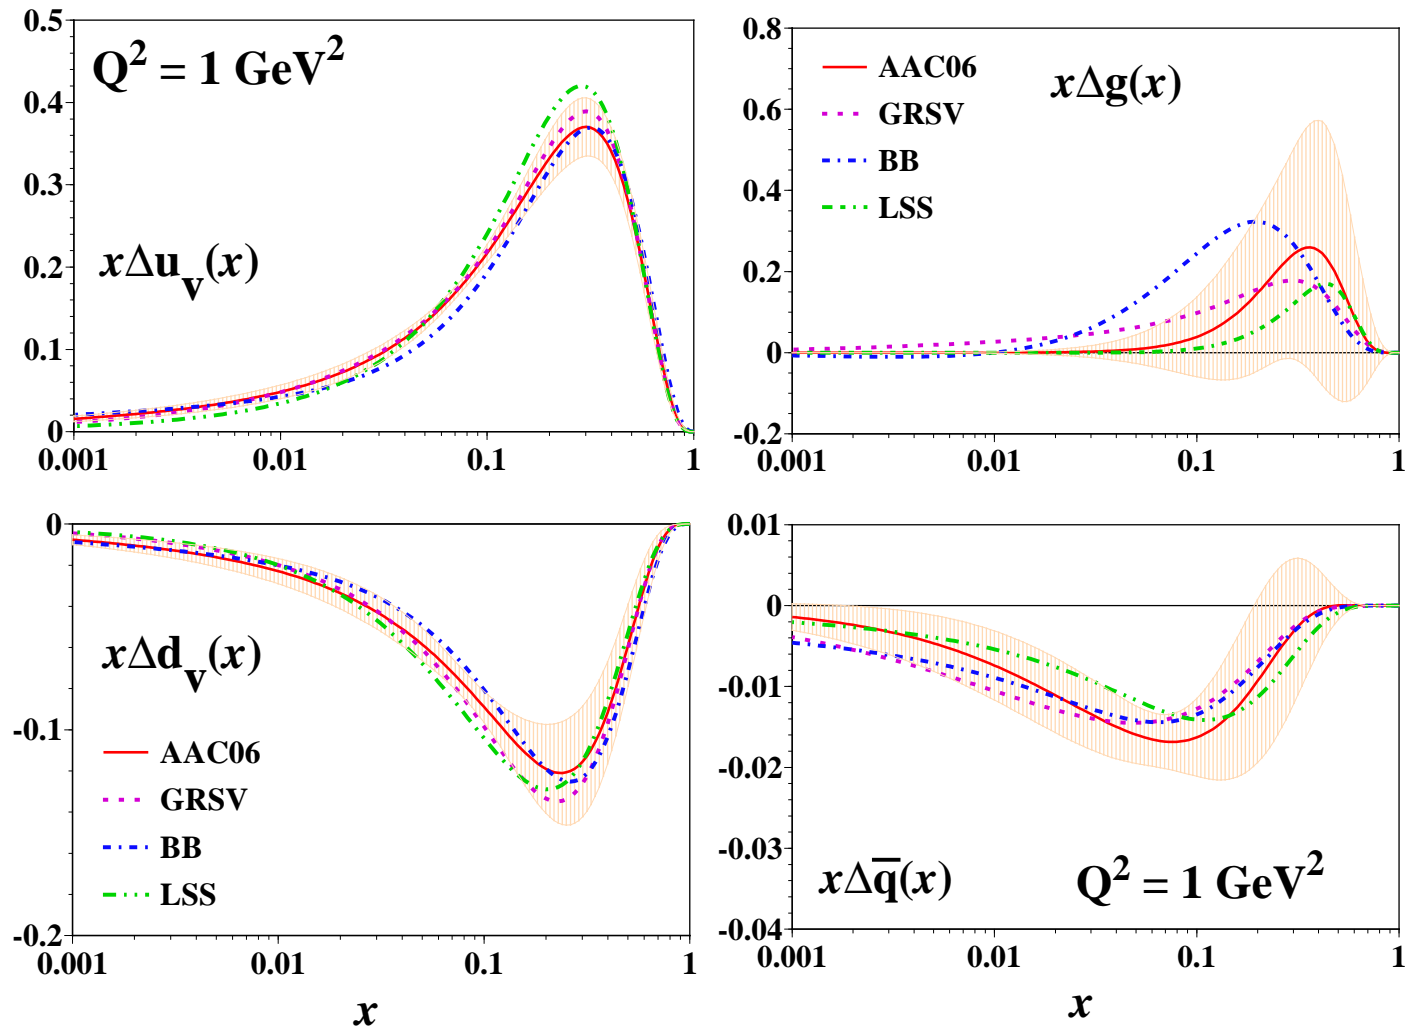 Q² = 1 GeV²
xΔu_v(x)
0.5
0.4
0.3
0.2
0.1
0
0.001 0.01 0.1 1
AAC06
GRSV
BB
LSS
xΔg(x)
0.8
0.6
0.4
0.2
0
-0.2
0.001 0.01 0.1 1
0
-0.1
-0.2
xΔd_v(x)
AAC06
GRSV
BB
LSS
0.001 0.01 0.1 1
x
0.01
0
-0.01
-0.02
-0.03
-0.04
xΔq̅(x)
Q² = 1 GeV²
0.001 0.01 0.1 1
x